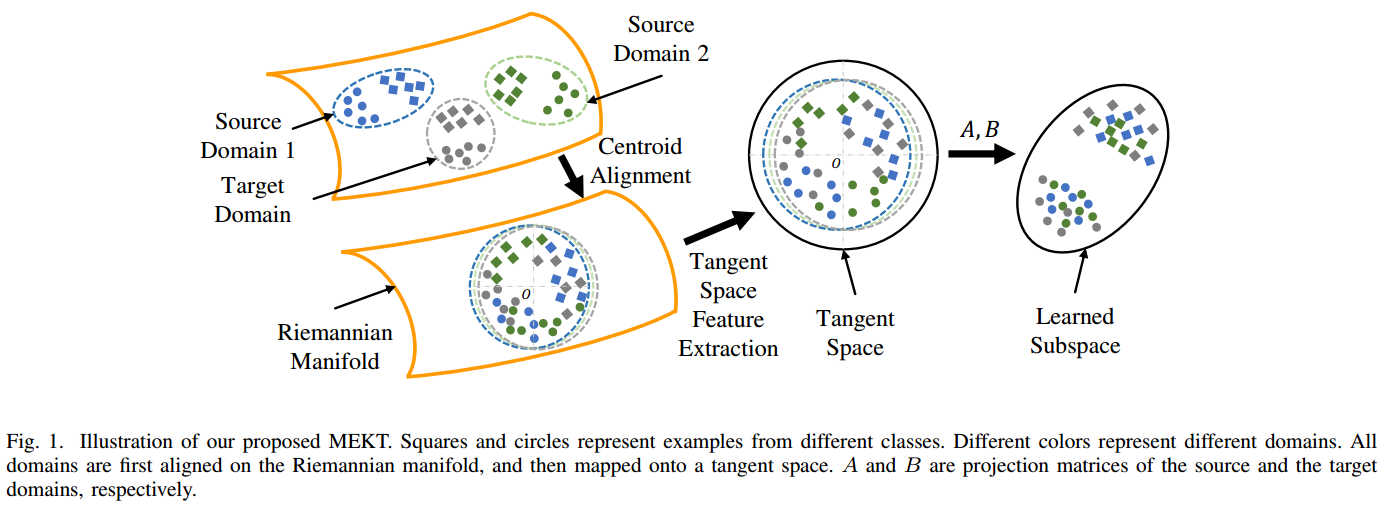 Source
Domain 2
Source
Domain 1
Target
Domain
Centroid
Alignment
0
A, B
0
Riemannian
Manifold
Tangent
Space
Feature
Extraction
Tangent
Space
Learned
Subspace
Fig. 1. Illustration of our proposed MEKT. Squares and circles represent examples from different classes. Different colors represent different domains. All
domains are first aligned on the Riemannian manifold, and then mapped onto a tangent space. A and B are projection matrices of the source and the target
domains, respectively.